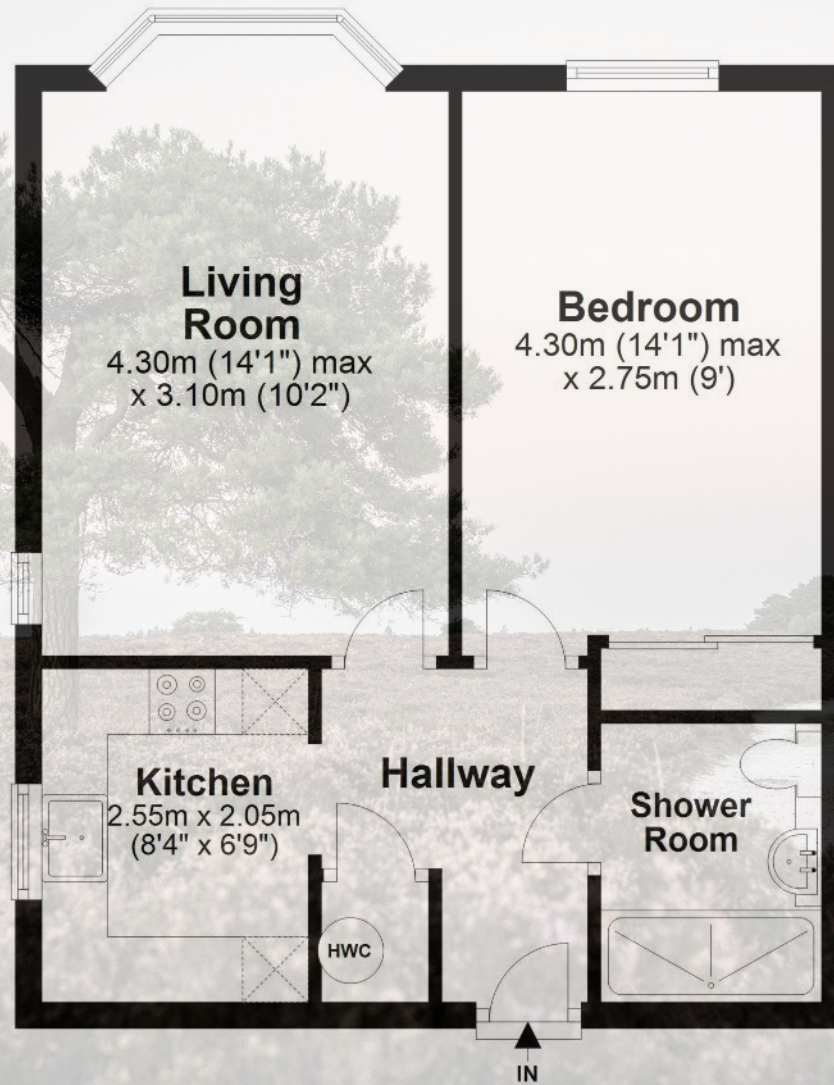 Living
Room
4.30m (14'1") max
x 3.10m (10'2")
Bedroom
4.30m (14'1") max
x 2.75m (9')
Kitchen
2.55m x 2.05m
(8'4" x 6'9")
Hallway
Shower
Room
HWC
IN